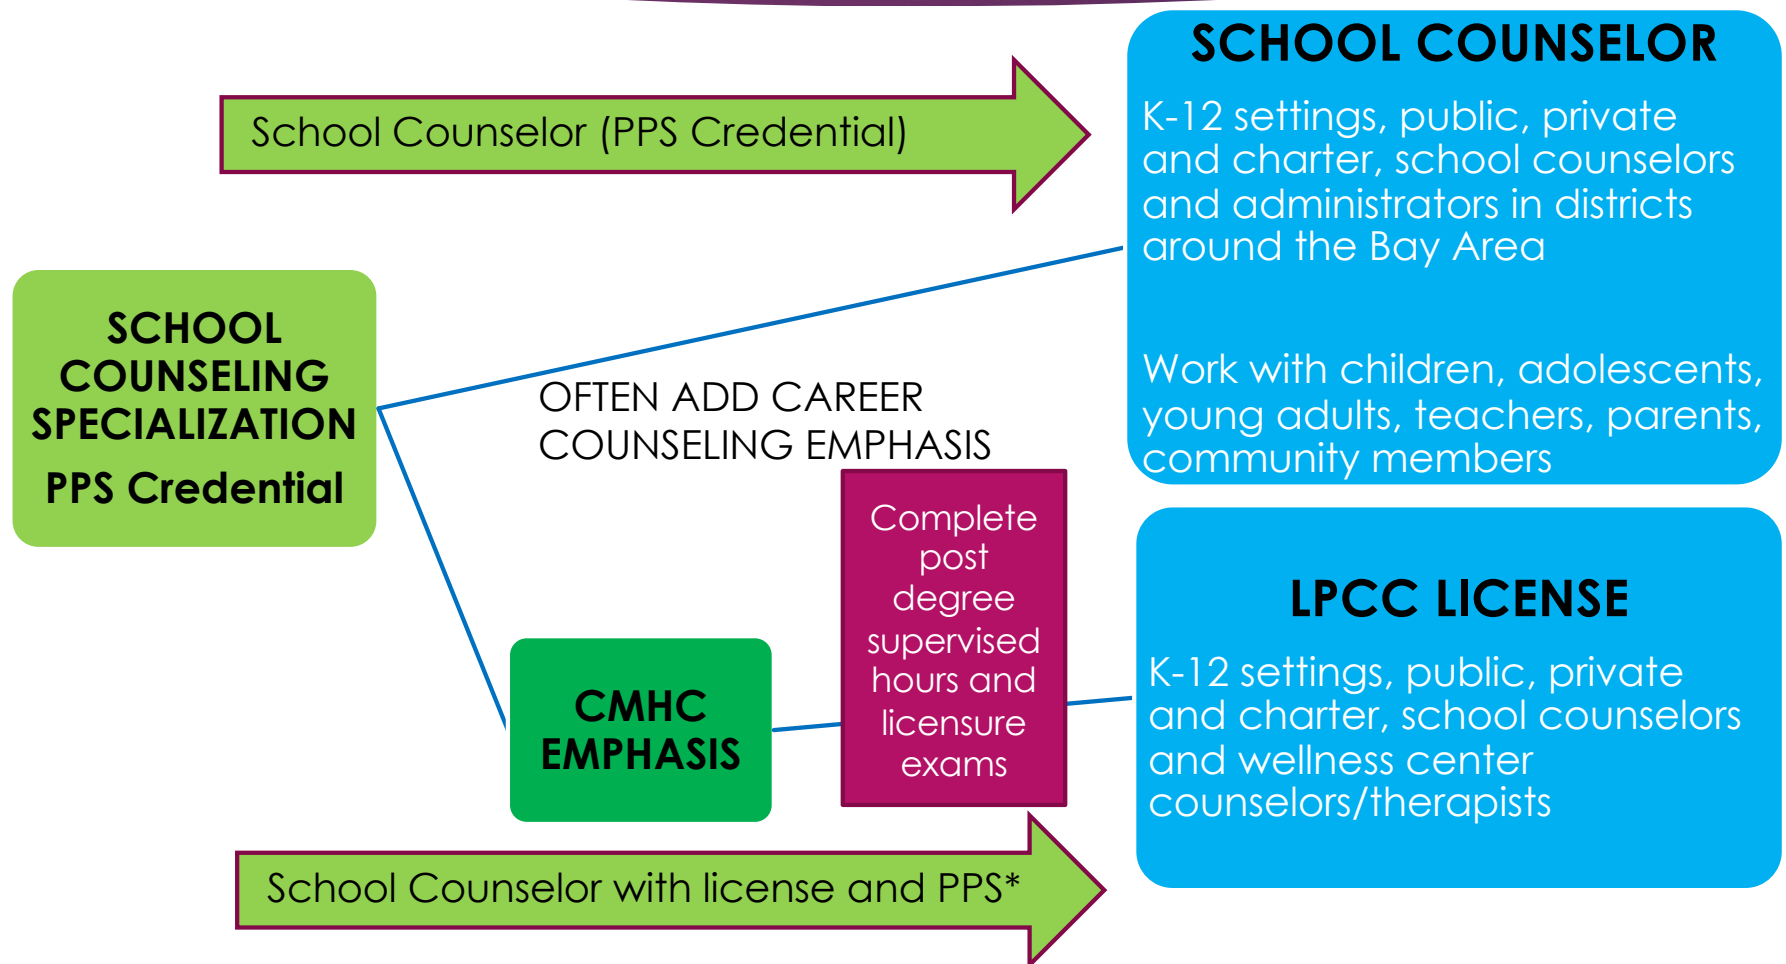 School Counselor (PPS Credential)
SCHOOL COUNSELOR
K-12 settings, public, private
and charter, school counselors
and administrators in districts
around the Bay Area
Work with children, adolescents,
young adults, teachers, parents,
community members
SCHOOL
COUNSELING
SPECIALIZATION
PPS Credential
OFTEN ADD CAREER
COUNSELING EMPHASIS
Complete
post
degree
supervised
hours and
licensure
exams
CMHC
EMPHASIS
LPCC LICENSE
K-12 settings, public, private
and charter, school counselors
and wellness center
counselors/therapists
School Counselor with license and PPS*